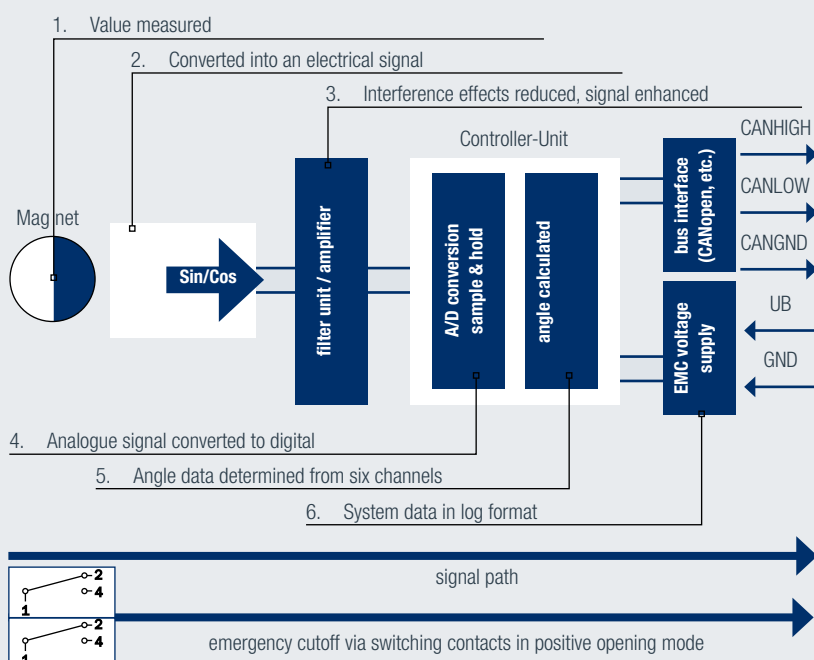 1. Value measured
2. Converted into an electrical signal
3. Interference effects reduced, signal enhanced
Controller-Unit
Magnet
Sin/Cos
filter unit / amplifier
A/D conversion
sample & hold
angle calculated
bus interface
(CANopen, etc.)
CANHIGH
CANLOW
CANGND
EMC voltage
supply
UB
GND
4. Analogue signal converted to digital
5. Angle data determined from six channels
6. System data in log format
signal path
2
4
1
2
4
1
emergency cutoff via switching contacts in positive opening mode